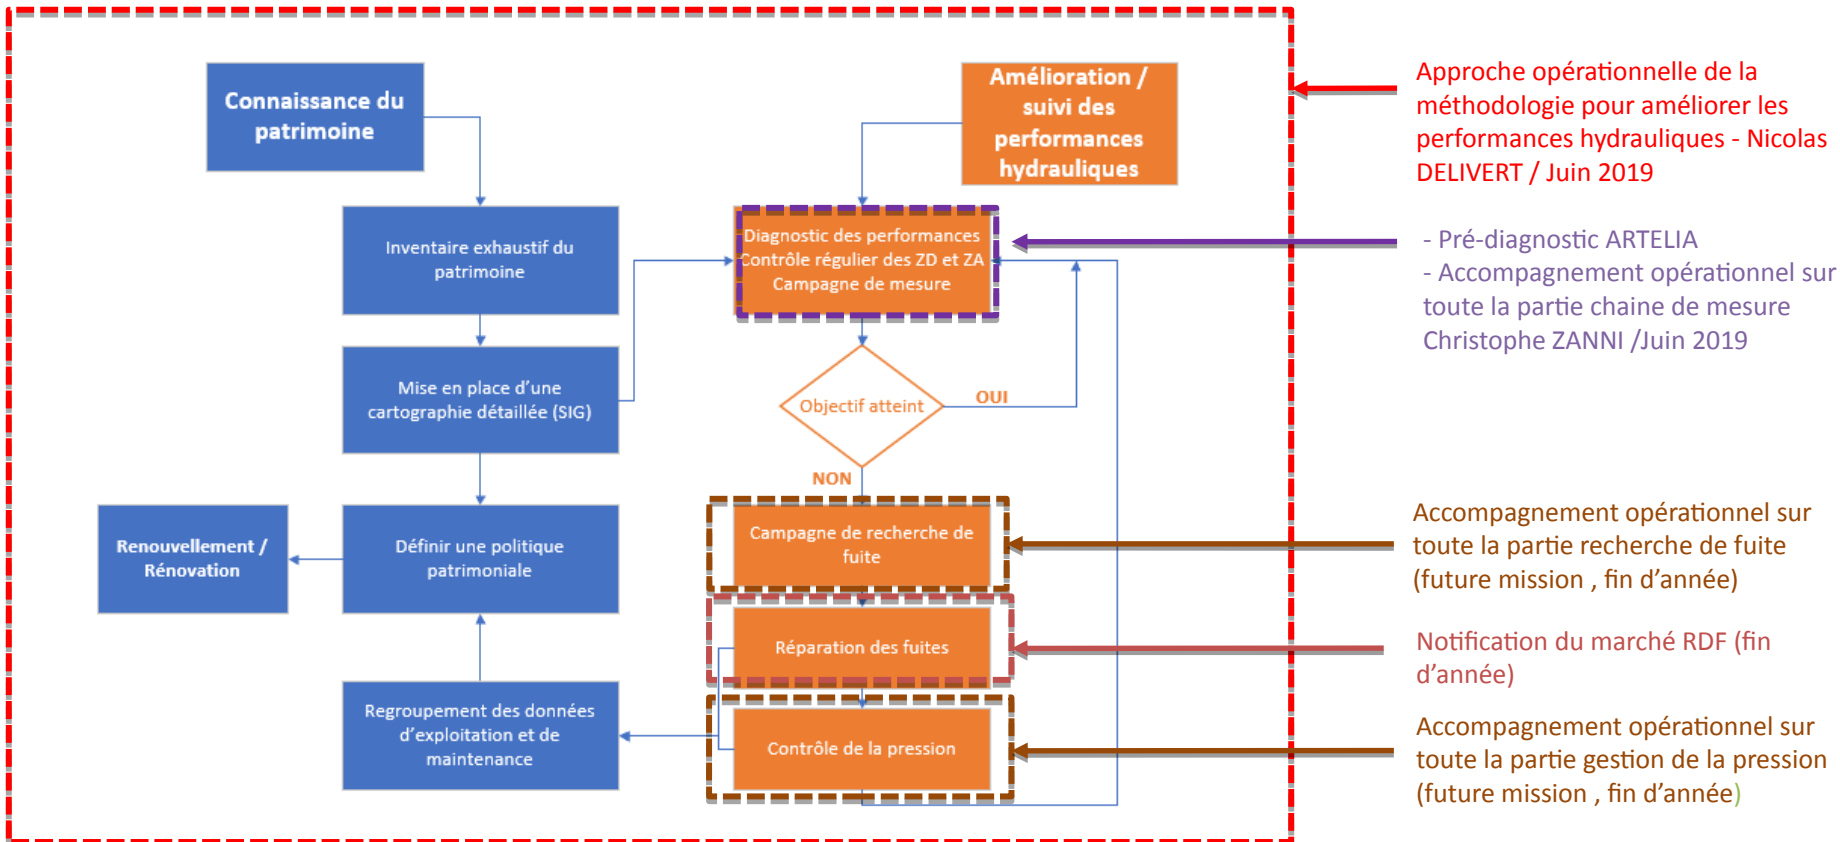 Connaissance du
patrimoine
Inventaire exhaustif du
patrimoine
Mise en place d'une
cartographie détaillée (SIG)
Renouvellement /
Rénovation
Définir une politique
patrimoniale
Regroupement des données
d'exploitation et de
maintenance
Amélioration /
suivi des
performances
hydrauliques
Diagnostic des performances
Contrôle régulier des ZD et ZA
Campagne de mesure
Objectif atteint
OUI
NON
Campagne de recherche de
fuite
Réparation des fuites
Contrôle de la pression
Approche opérationnelle de la
méthodologie pour améliorer les
performances hydrauliques - Nicolas
DELIVERT / Juin 2019
- Pré-diagnostic ARTELIA
- Accompagnement opérationnel sur
toute la partie chaine de mesure
Christophe ZANNI /Juin 2019
Accompagnement opérationnel sur
toute la partie recherche de fuite
(future mission , fin d'année)
Notification du marché RDF (fin
d'année)
Accompagnement opérationnel sur
toute la partie gestion de la pression
(future mission , fin d'année)